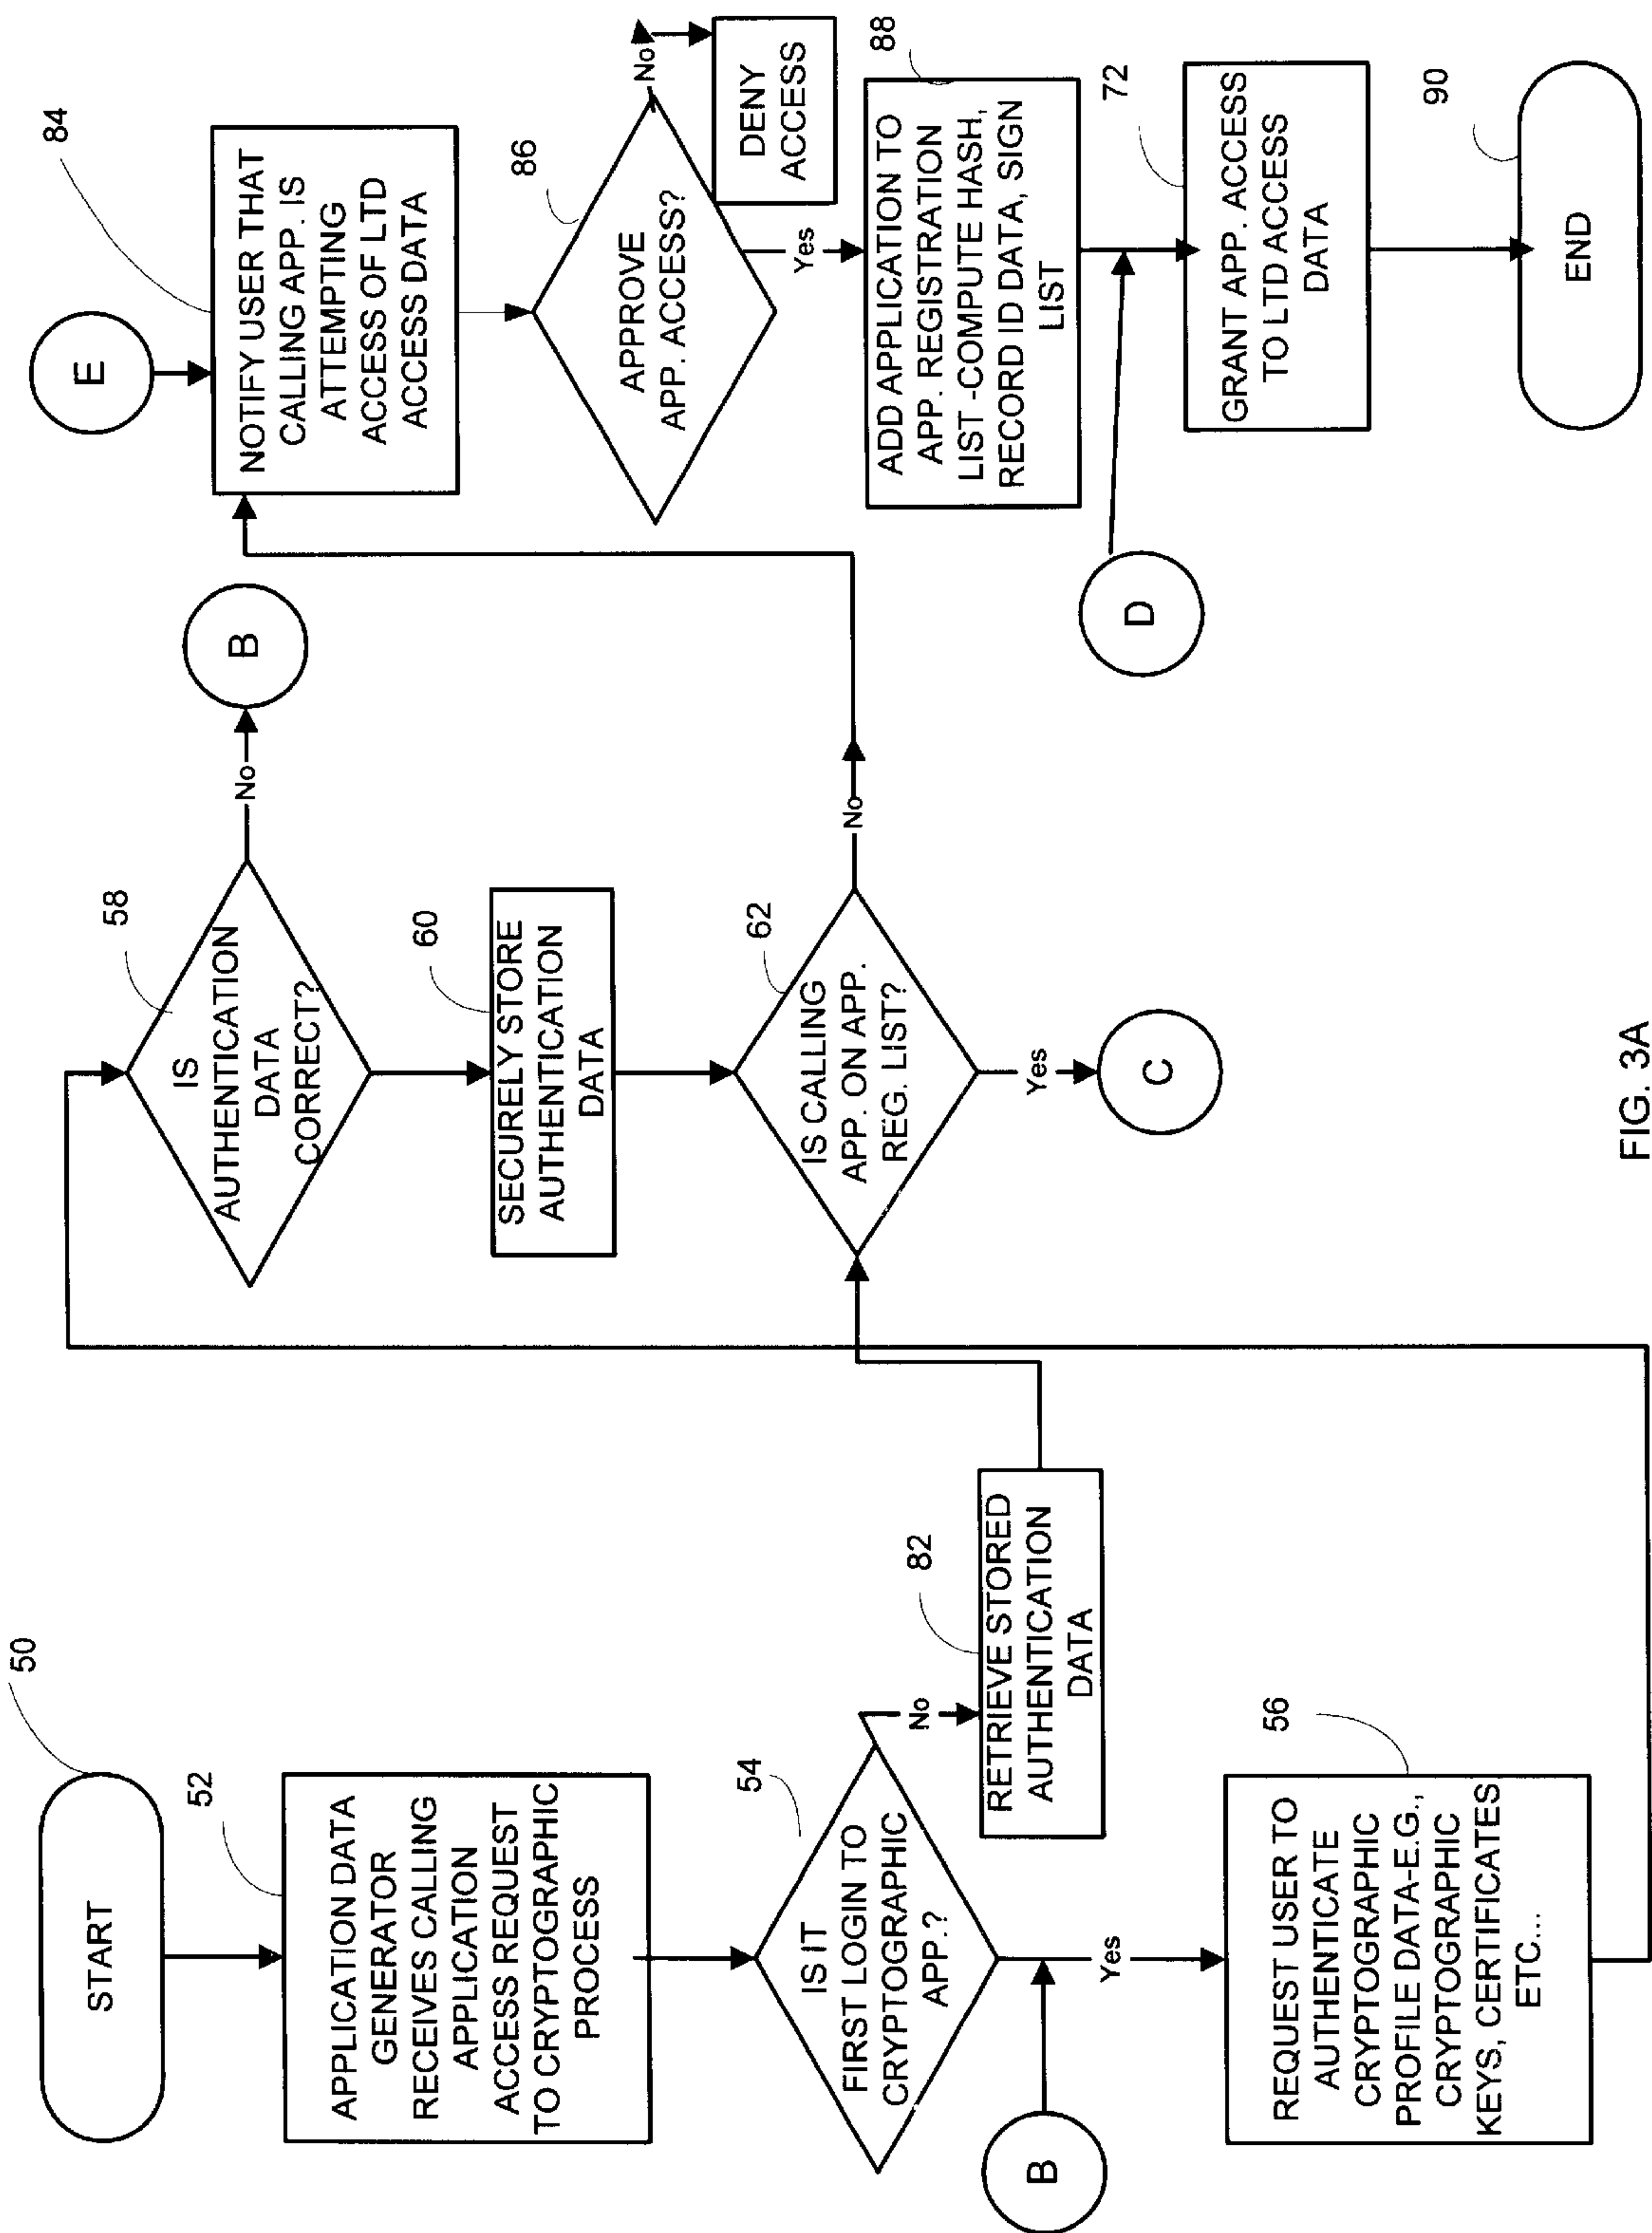 50
START
52
APPLICATION DATA
GENERATOR
RECEIVES CALLING
APPLICATION
ACCESS REQUEST
TO CRYPTOGRAPHIC
PROCESS
54
IS IT
FIRST LOGIN TO
CRYPTOGRAPHIC
APP.?
No
82
RETRIEVE STORED
AUTHENTICATION
DATA
B
Yes
56
REQUEST USER TO
AUTHENTICATE
CRYPTOGRAPHIC
PROFILE DATA-E.G.,
CRYPTOGRAPHIC
KEYS, CERTIFICATES
ETC...
58
IS
AUTHENTICATION
DATA
CORRECT?
No
B
60
SECURELY STORE
AUTHENTICATION
DATA
62
IS CALLING
APP. ON APP.
REG. LIST?
No
Yes
C
E
84
NOTIFY USER THAT
CALLING APP. IS
ATTEMPTING
ACCESS OF LTD
ACCESS DATA
86
APPROVE
APP. ACCESS?
No
DENY
ACCESS
Yes
88
ADD APPLICATION TO
APP. REGISTRATION
LIST -COMPUTE HASH,
RECORD ID DATA, SIGN
LIST
D
72
GRANT APP. ACCESS
TO LTD ACCESS
DATA
90
END
FIG. 3A